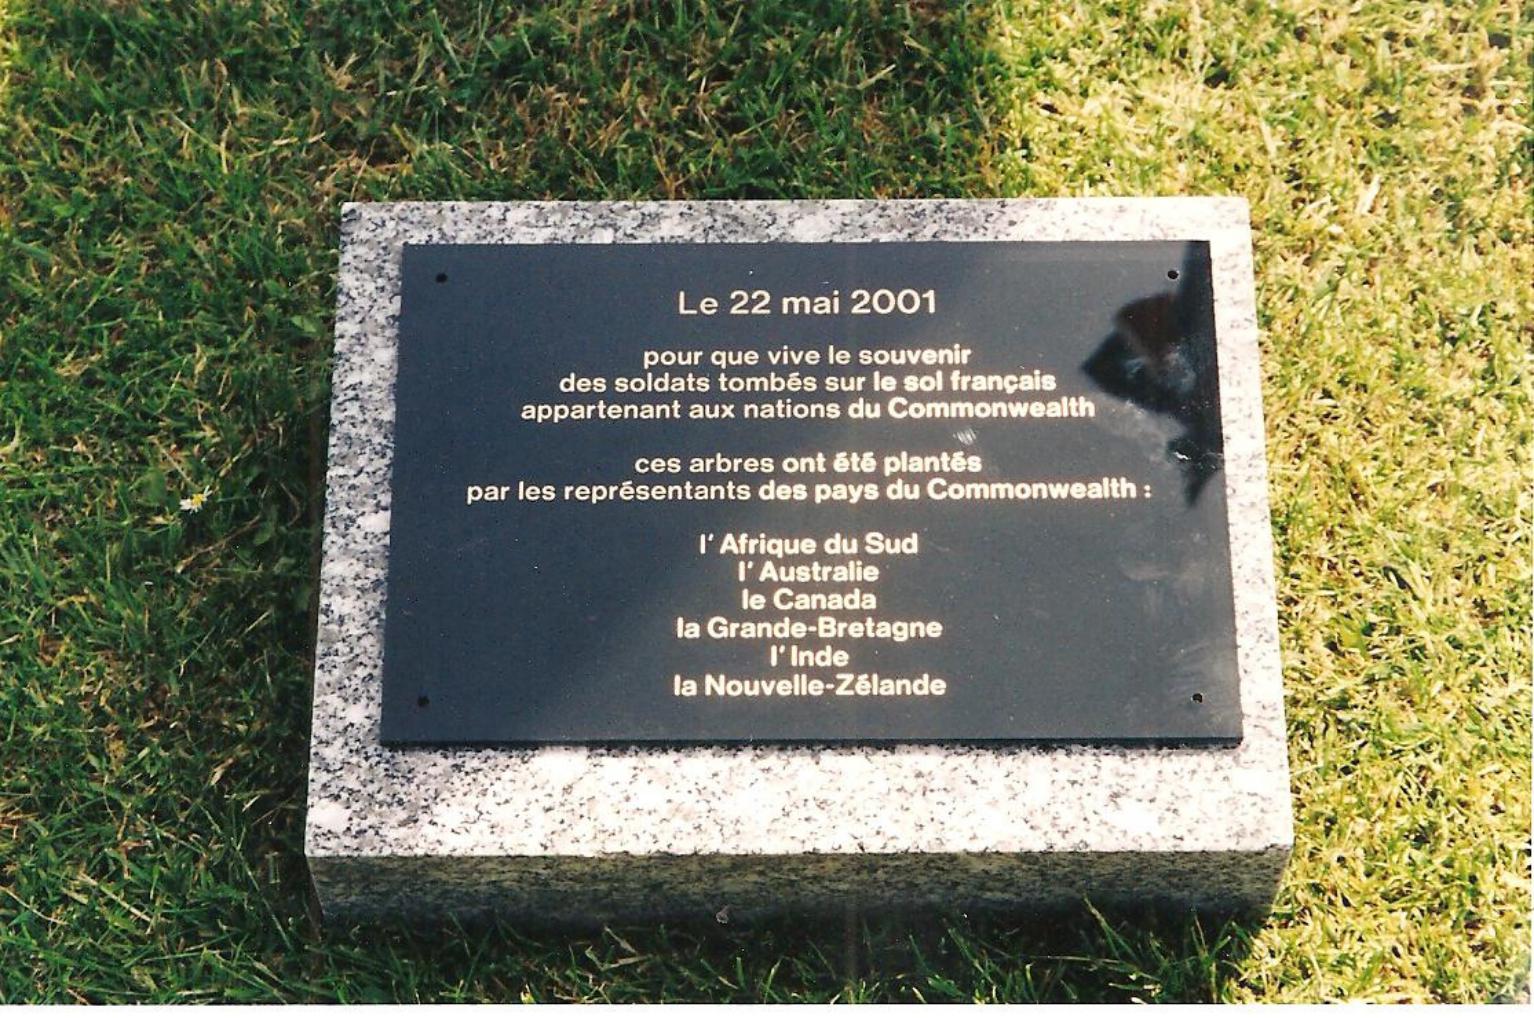 Le 22 mai 2001
pour que vive le souvenir
des soldats tombés sur le sol français
appartenant aux nations du Commonwealth
ces arbres ont été plantés
par les représentants des pays du Commonwealth :
l' Afrique du Sud
l' Australie
le Canada
la Grande-Bretagne
l' Inde
la Nouvelle-Zélande